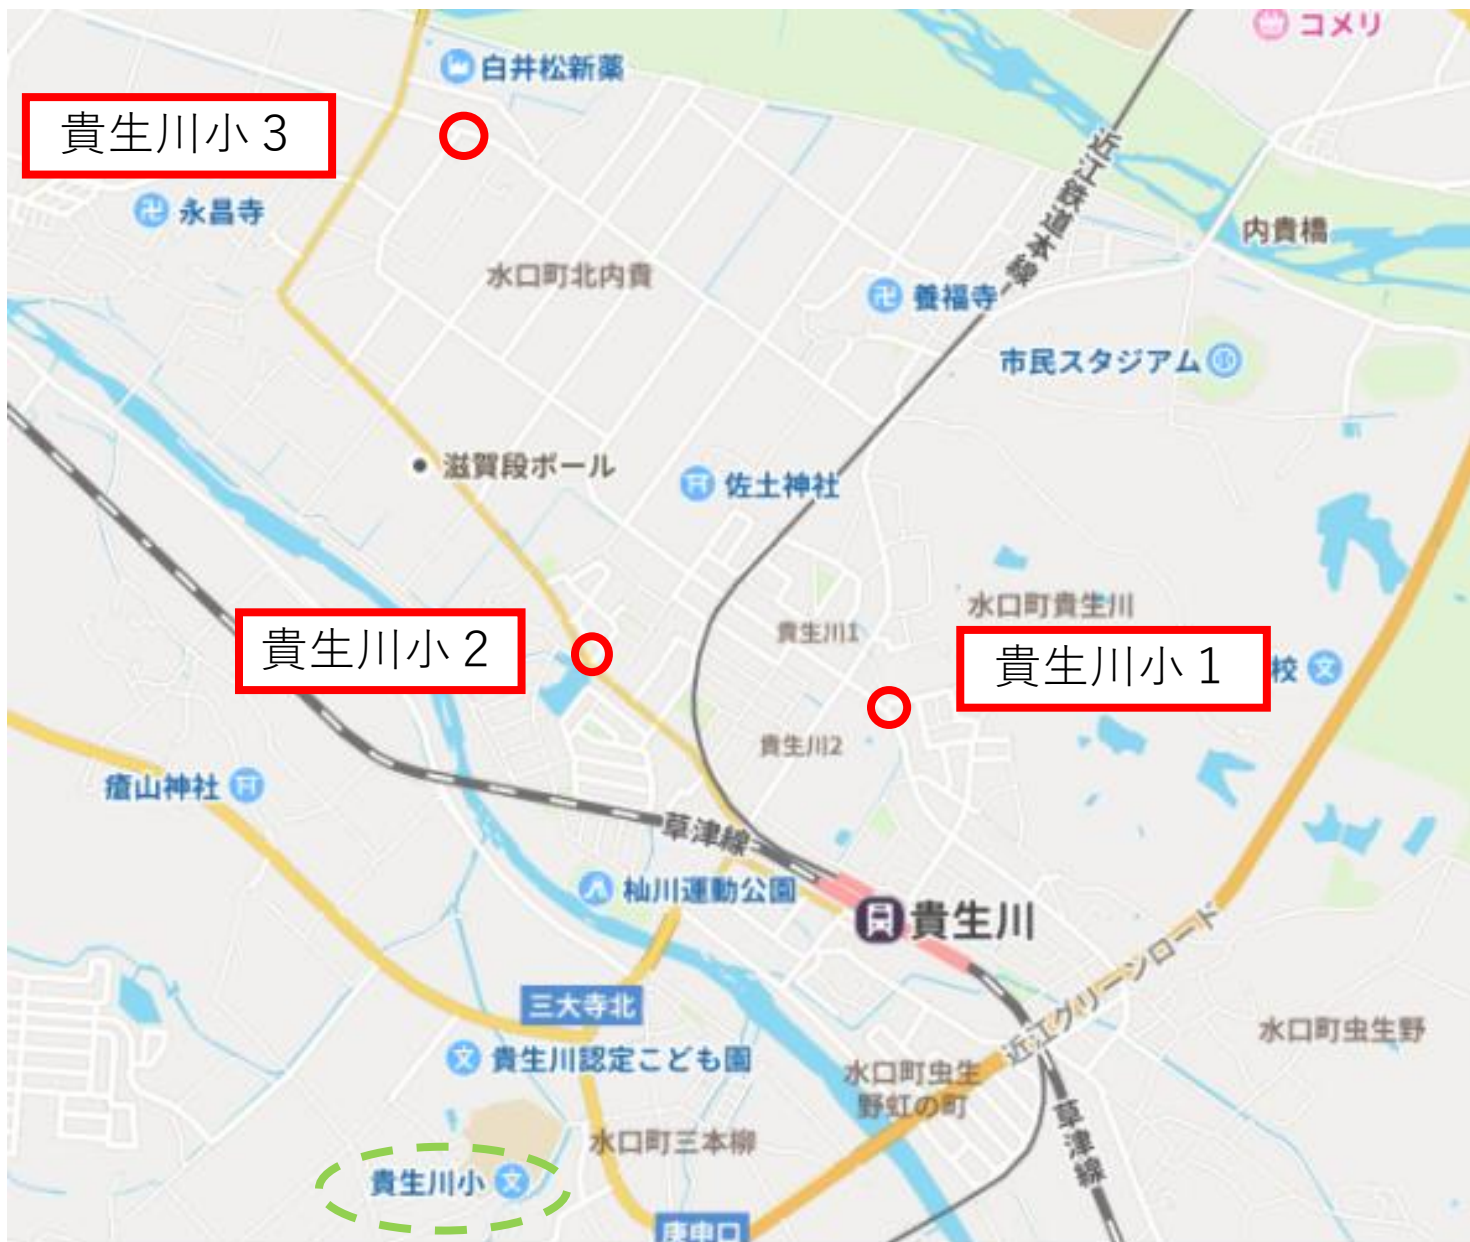 コメリ
白井松新薬
貴生川小3
近江鉄道本線
永昌寺
内貴橋
水口町北内貴
養福寺
市民スタジアム
滋賀段ボール
佐土神社
水口町貴生川
貴生川1
貴生川小2
貴生川小1
校
貴生川2
瘡山神社
草津線
杣川運動公園
貴生川
三大寺北
近江グリーンロード
水口町虫生野
貴生川認定こども園
水口町虫生
野虹の町
草津線
水口町三本柳
貴生川小
庚申口